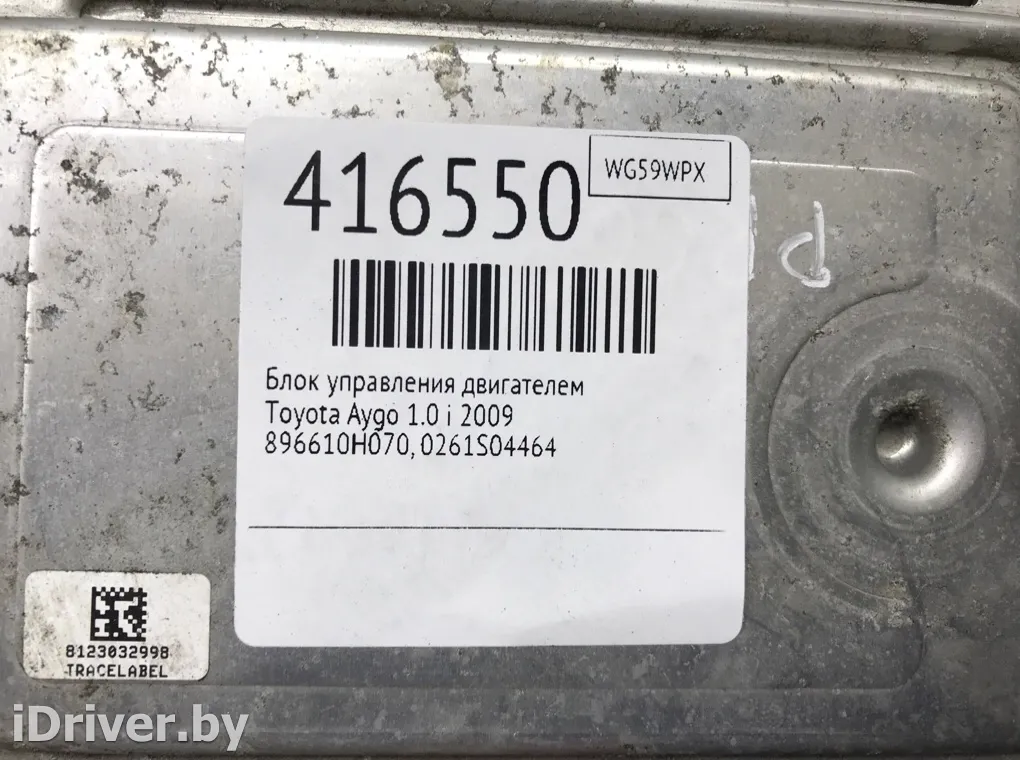 416550
WG59WPX
Блок управления двигателем
Toyota Aygo 1.0 i 2009
896610H070, 0261S04464
8123032998
TRACELABEL
iDriver.by